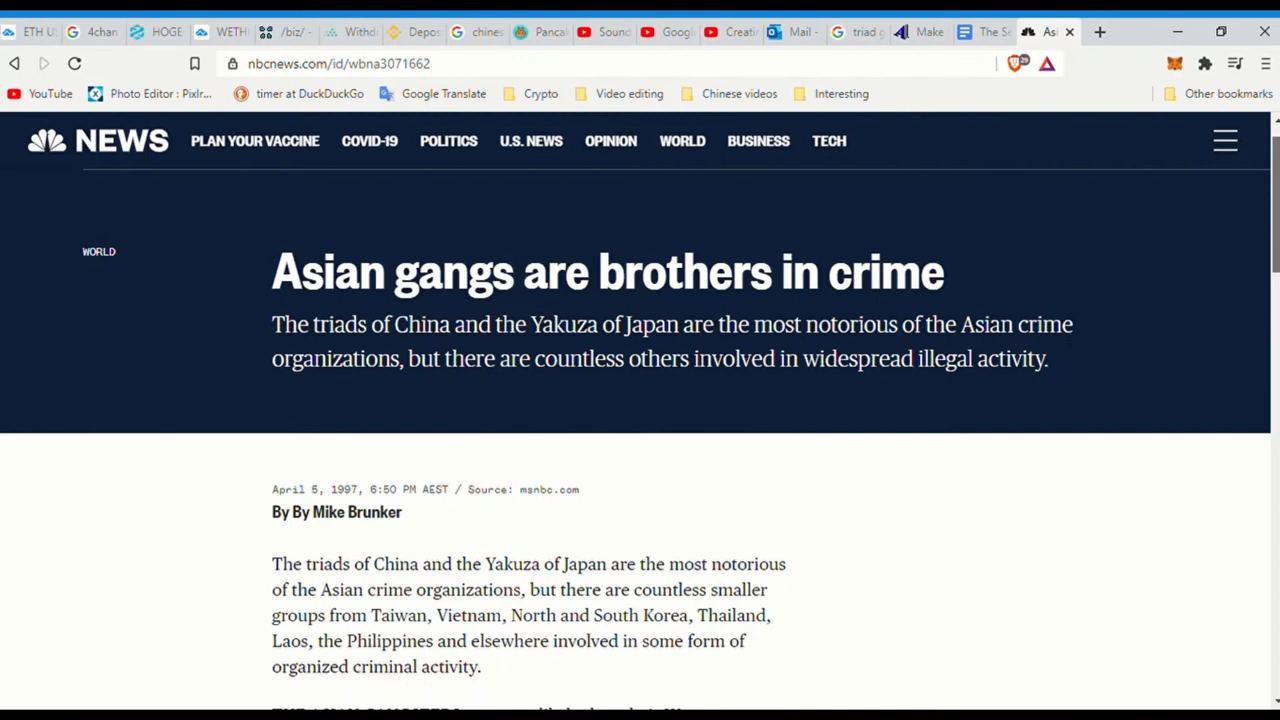 ETH U
4chan
HOGE
WETH
/biz/ -
Withd
Depos
chines
Panca
Sound
Googl
Creati
Mail -
triad g
Make
The Se
Asi
nbcnews.com/id/wbna3071662
YouTube
Photo Editor : Pixlr...
timer at DuckDuckGo
Google Translate
Crypto
Video editing
Chinese videos
Interesting
Other bookmarks
NEWS
PLAN YOUR VACCINE
COVID-19
POLITICS
U.S. NEWS
OPINION
WORLD
BUSINESS
TECH
WORLD
Asian gangs are brothers in crime
The triads of China and the Yakuza of Japan are the most notorious of the Asian crime
organizations, but there are countless others involved in widespread illegal activity.
April 5, 1997, 6:50 PM AEST / Source: msnbc.com
By By Mike Brunker
The triads of China and the Yakuza of Japan are the most notorious
of the Asian crime organizations, but there are countless smaller
groups from Taiwan, Vietnam, North and South Korea, Thailand,
Laos, the Philippines and elsewhere involved in some form of
organized criminal activity.